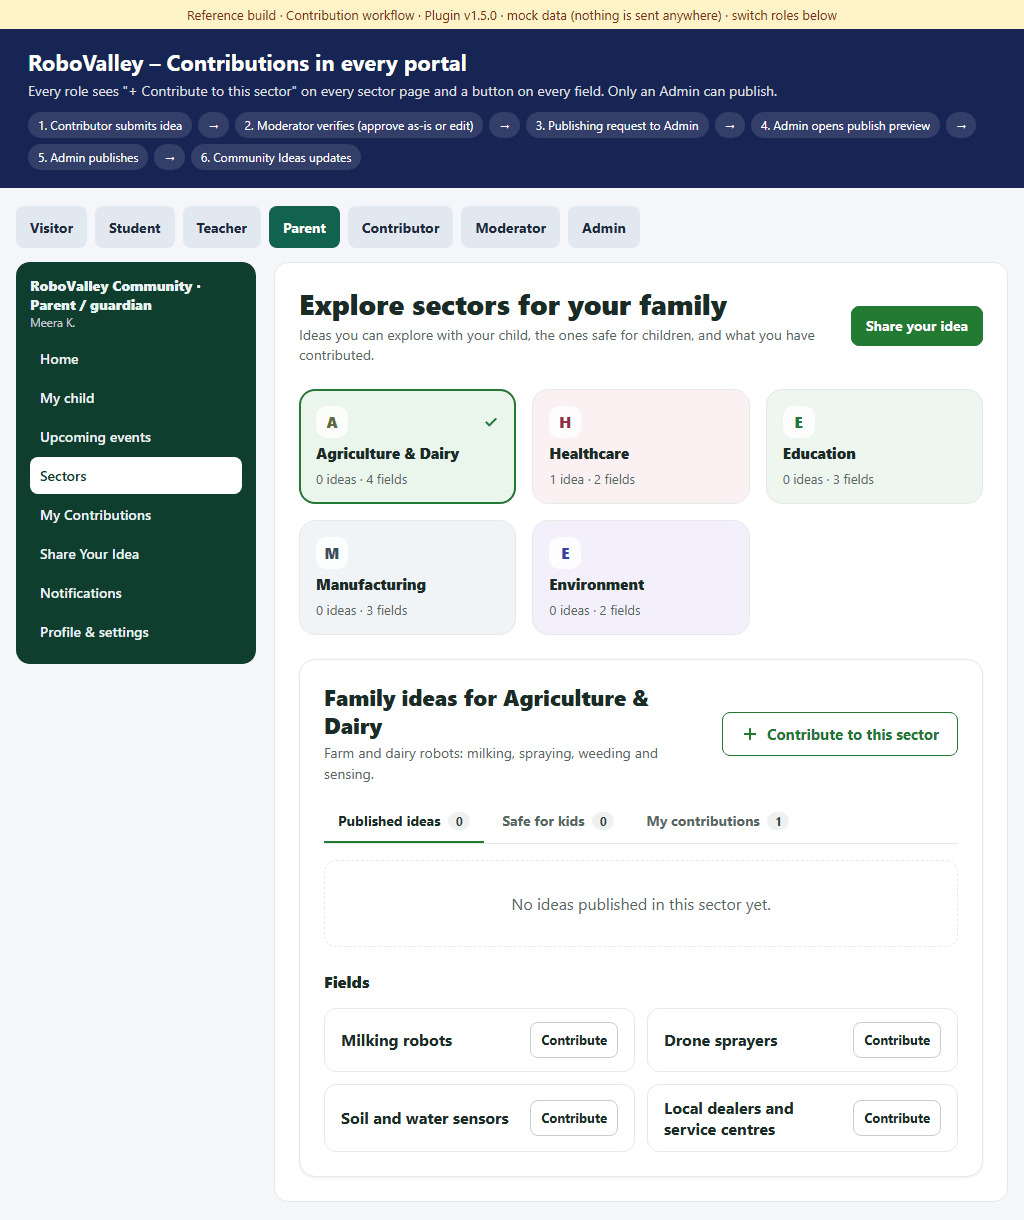 Reference build · Contribution workflow · Plugin v1.5.0 · mock data (nothing is sent anywhere) · switch roles below
RoboValley – Contributions in every portal
Every role sees "+ Contribute to this sector" on every sector page and a button on every field. Only an Admin can publish.
1. Contributor submits idea → 2. Moderator verifies (approve as-is or edit) → 3. Publishing request to Admin → 4. Admin opens publish preview →
5. Admin publishes → 6. Community Ideas updates
Visitor Student Teacher Parent Contributor Moderator Admin
RoboValley Community ·
Parent / guardian
Meera K.
Home
My child
Upcoming events
Sectors
My Contributions
Share Your Idea
Notifications
Profile & settings
Explore sectors for your family
Ideas you can explore with your child, the ones safe for children, and what you have
contributed.
Share your idea
A
Agriculture & Dairy
0 ideas · 4 fields
H
Healthcare
1 idea · 2 fields
E
Education
0 ideas · 3 fields
M
Manufacturing
0 ideas · 3 fields
E
Environment
0 ideas · 2 fields
Family ideas for Agriculture &
Dairy
Farm and dairy robots: milking, spraying, weeding and
sensing.
+ Contribute to this sector
Published ideas 0 Safe for kids 0 My contributions 1
No ideas published in this sector yet.
Fields
Milking robots Contribute
Drone sprayers Contribute
Soil and water sensors Contribute
Local dealers and
service centres Contribute